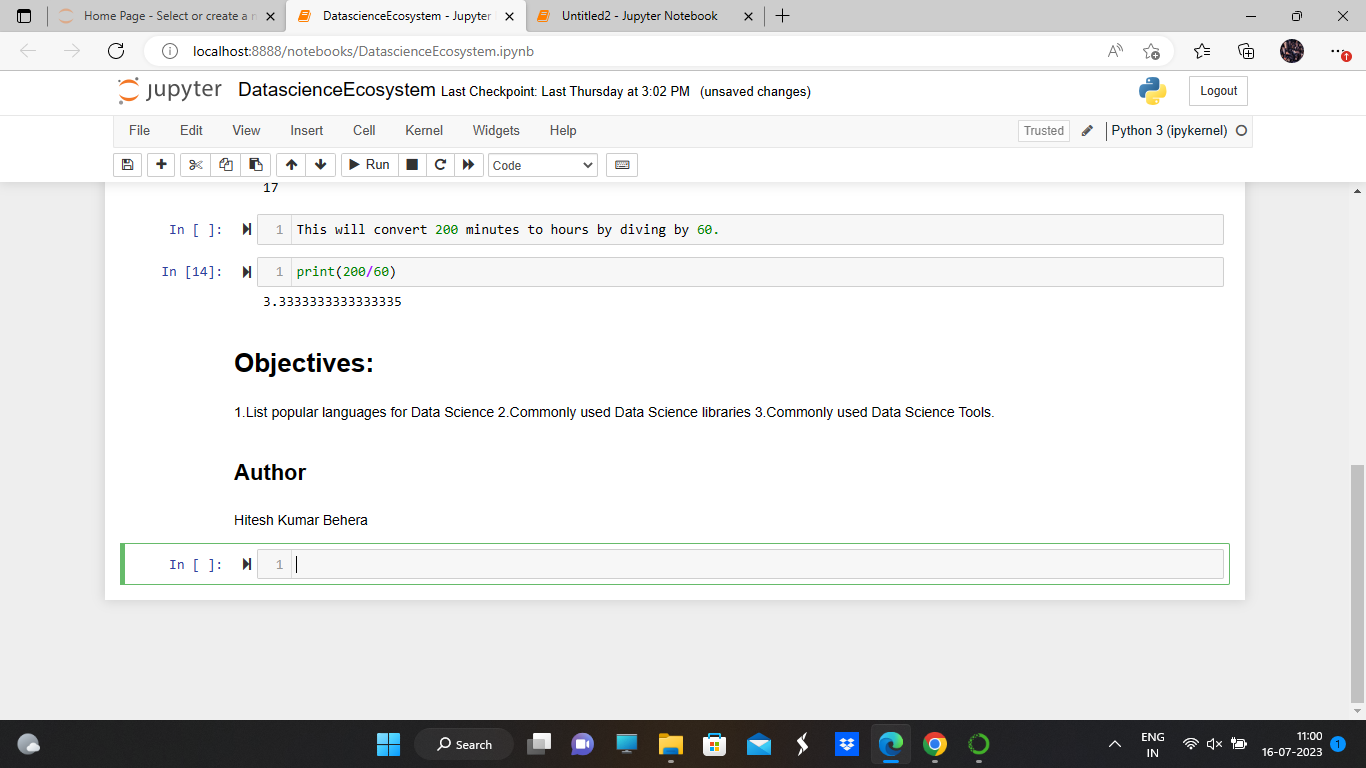 Home Page - Select or create a n
DatascienceEcosystem - Jupyter
Untitled2 - Jupyter Notebook
localhost:8888/notebooks/DatascienceEcosystem.ipynb
jupyter DatascienceEcosystem Last Checkpoint: Last Thursday at 3:02 PM (unsaved changes)
Logout
File Edit View Insert Cell Kernel Widgets Help
Trusted
Python 3 (ipykernel)
Run
Code
17
In [ ]: 1 This will convert 200 minutes to hours by diving by 60.
In [14]: 1 print(200/60)
3.3333333333333335
Objectives:
1.List popular languages for Data Science 2.Commonly used Data Science libraries 3.Commonly used Data Science Tools.
Author
Hitesh Kumar Behera
In [ ]: 1
Search
ENG
IN
11:00
16-07-2023
1